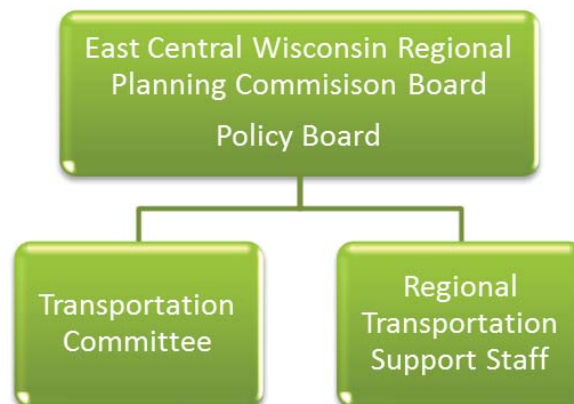 East Central Wisconsin Regional
Planning Commisison Board
Policy Board
Transportation
Committee
Regional
Transportation
Support Staff